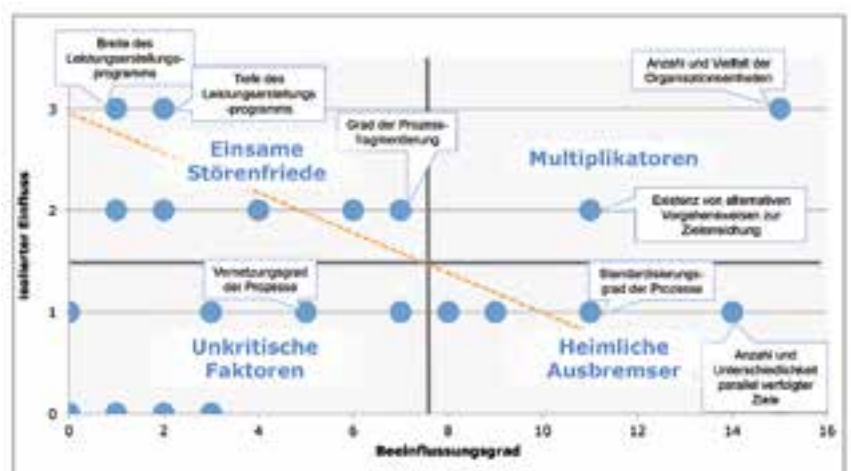 Breite des
Leistungserstellungs-
programms
Tiefe des
Leistungserstellungs
-programms
Anzahl und Vielfalt der
Organisationseinheiten
Grad der Prozess-
fragmentierung
Einsame
Störenfriede
Multiplikatoren
Existenz von alternativen
Vorgehensweisen zur
Zielerreichung
Isolierter Einfluss
3
2
1
0
Vernetzungsgrad
der Prozesse
Standardisierungs-
grad der Prozesse
Unkritische
Faktoren
Heimliche
Ausbremser
Anzahl und
Unterschiedlichkeit
parallel verfolgter
Ziele
0 2 4 6 8 10 12 14 16
Beeinflussungsgrad